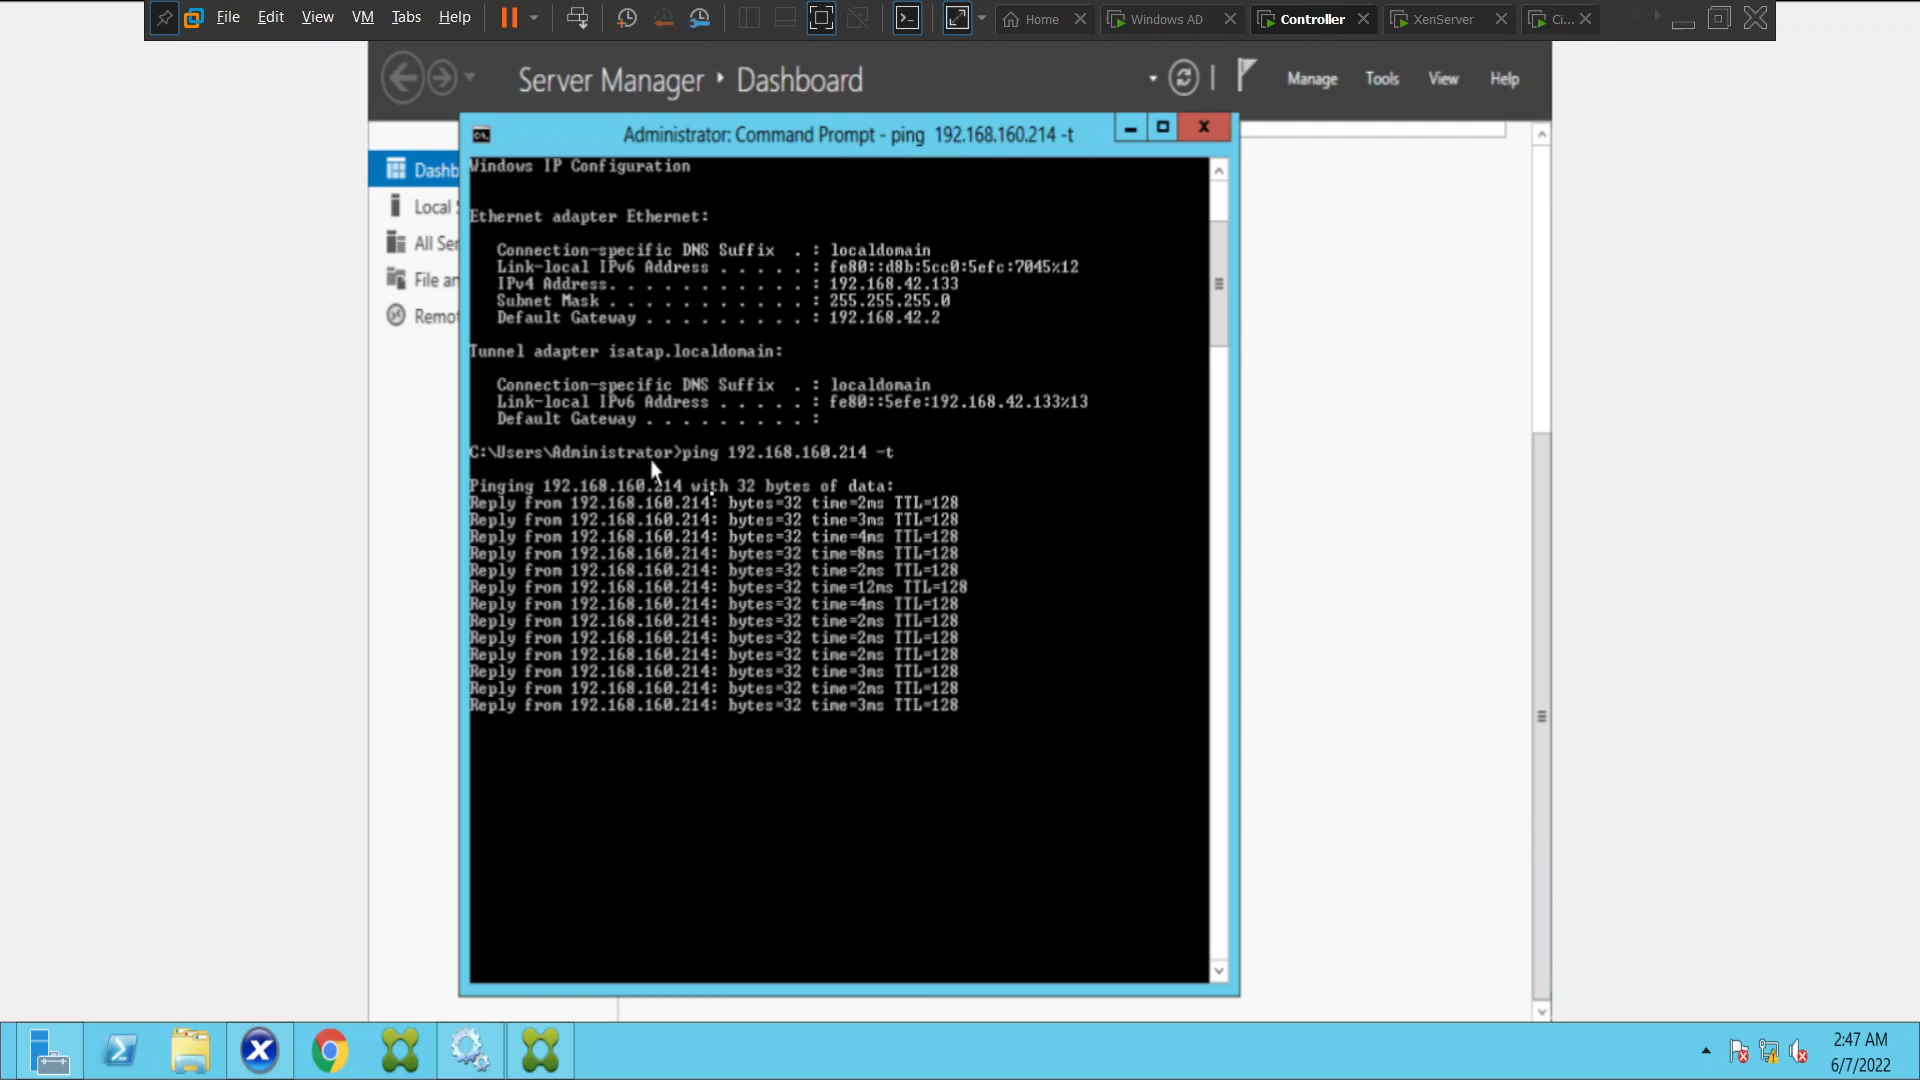 File Edit View VM Tabs Help
Home
Windows AD
Controller
XenServer
Ci...
Server Manager
Dashboard
Manage Tools View Help
Administrator: Command Prompt - ping 192.168.160.214 -t
Dashb
Local S
All Ser
File an
Remot
Windows IP Configuration
Ethernet adapter Ethernet:
Connection-specific DNS Suffix . : localdomain
Link-local IPv6 Address . . . . . : fe80::d8b:5cc0:5efc:7045%12
IPv4 Address. . . . . . . . . . . : 192.168.42.133
Subnet Mask . . . . . . . . . . . : 255.255.255.0
Default Gateway . . . . . . . . . : 192.168.42.2
Tunnel adapter isatap.localdomain:
Connection-specific DNS Suffix . : localdomain
Link-local IPv6 Address . . . . . : fe80::5efe:192.168.42.133%13
Default Gateway . . . . . . . . . :
C:\Users\Administrator>ping 192.168.160.214 -t
Pinging 192.168.160.214 with 32 bytes of data:
Reply from 192.168.160.214: bytes=32 time=2ms TTL=128
Reply from 192.168.160.214: bytes=32 time=3ms TTL=128
Reply from 192.168.160.214: bytes=32 time=4ms TTL=128
Reply from 192.168.160.214: bytes=32 time=8ms TTL=128
Reply from 192.168.160.214: bytes=32 time=2ms TTL=128
Reply from 192.168.160.214: bytes=32 time=12ms TTL=128
Reply from 192.168.160.214: bytes=32 time=4ms TTL=128
Reply from 192.168.160.214: bytes=32 time=2ms TTL=128
Reply from 192.168.160.214: bytes=32 time=2ms TTL=128
Reply from 192.168.160.214: bytes=32 time=2ms TTL=128
Reply from 192.168.160.214: bytes=32 time=3ms TTL=128
Reply from 192.168.160.214: bytes=32 time=2ms TTL=128
Reply from 192.168.160.214: bytes=32 time=3ms TTL=128
2:47 AM
6/7/2022